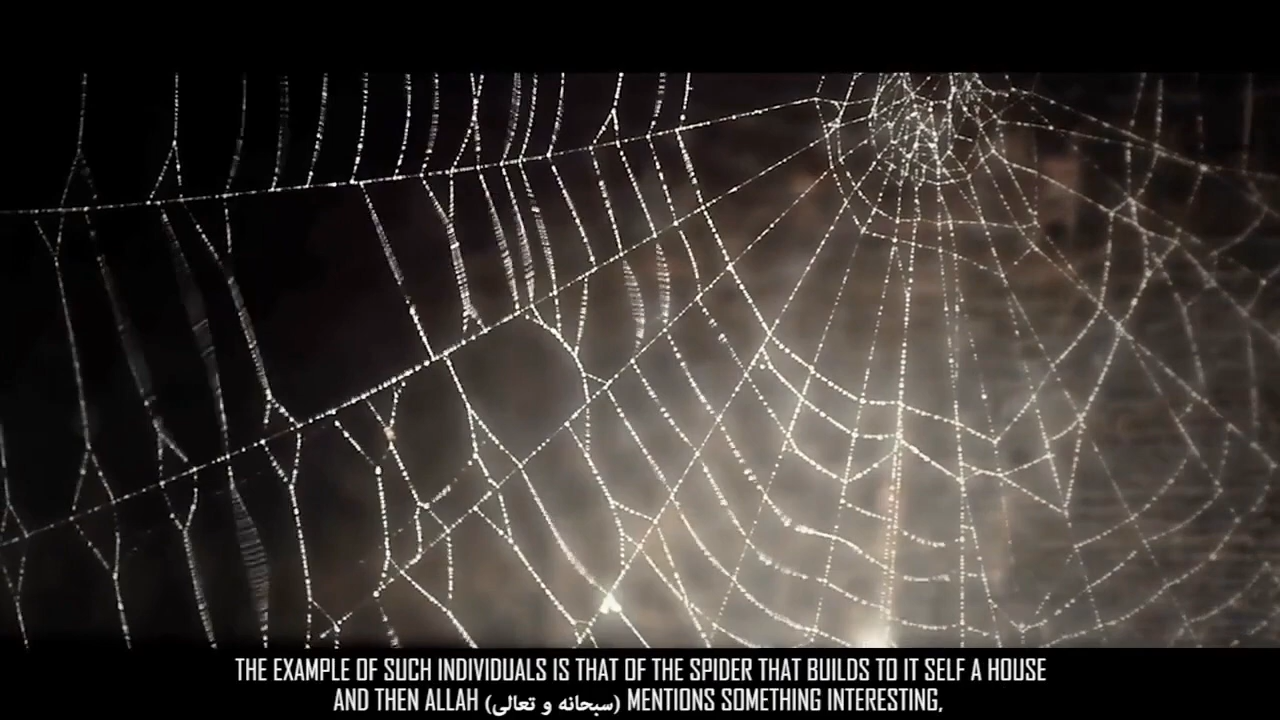 THE EXAMPLE OF SUCH INDIVIDUALS IS THAT OF THE SPIDER THAT BUILDS TO IT SELF A HOUSE
AND THEN ALLAH (سبحانه و تعالى) MENTIONS SOMETHING INTERESTING,